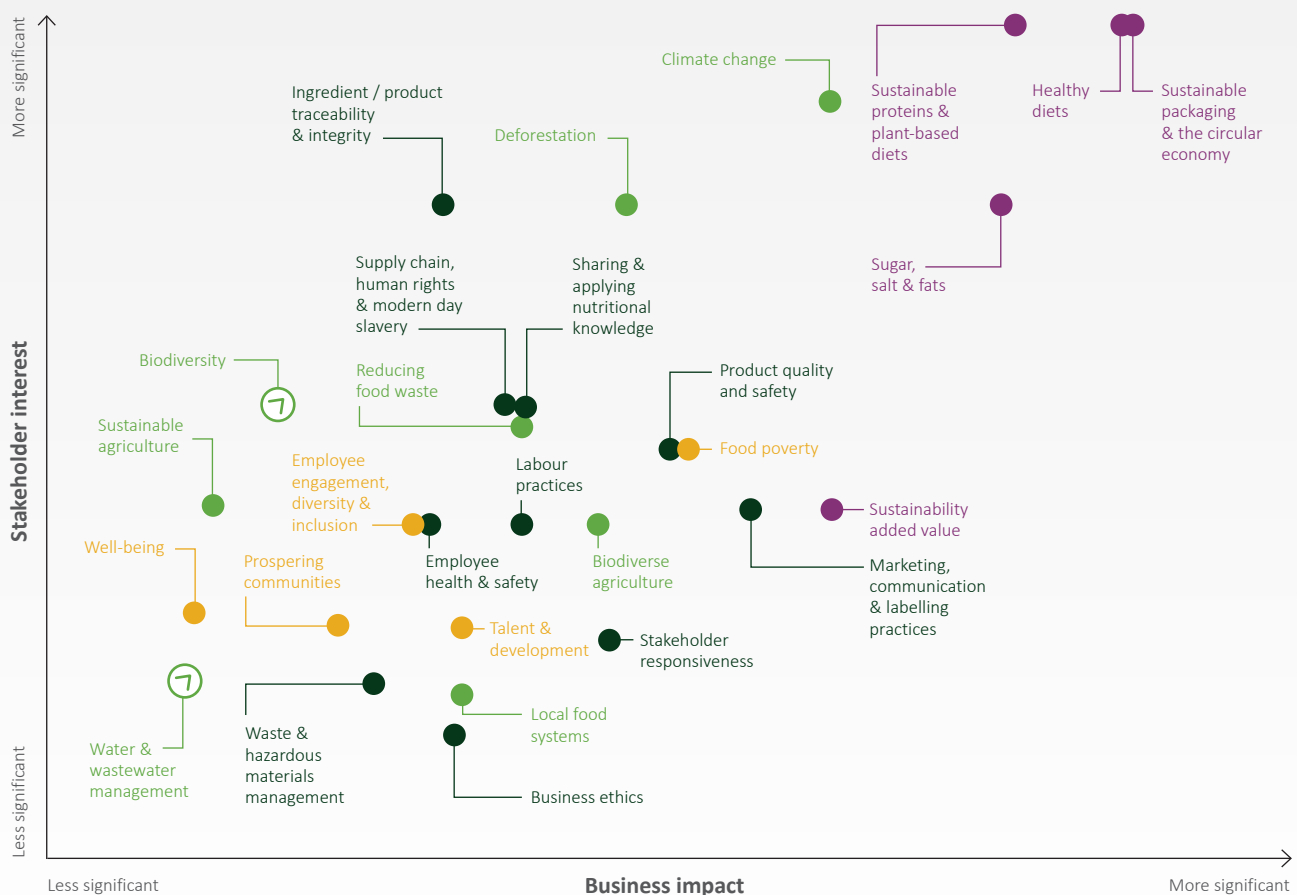 More significant
Stakeholder interest
Less significant
Climate change
Ingredient / product
traceability
& integrity
Deforestation
Sustainable
proteins &
plant-based
diets
Healthy
diets
Sustainable
packaging
& the circular
economy
Supply chain,
human rights
& modern day
slavery
Sharing &
applying
nutritional
knowledge
Sugar,
salt & fats
Biodiversity
Reducing
food waste
Product quality
and safety
Sustainable
agriculture
Employee
engagement,
diversity &
inclusion
Labour
practices
Food poverty
Sustainability
added value
Well-being
Prospering
communities
Employee
health & safety
Biodiverse
agriculture
Marketing,
communication
& labelling
practices
Talent &
development
Stakeholder
responsiveness
Water &
wastewater
management
Waste &
hazardous
materials
management
Local food
systems
Business ethics
Less significant
Business impact
More significant